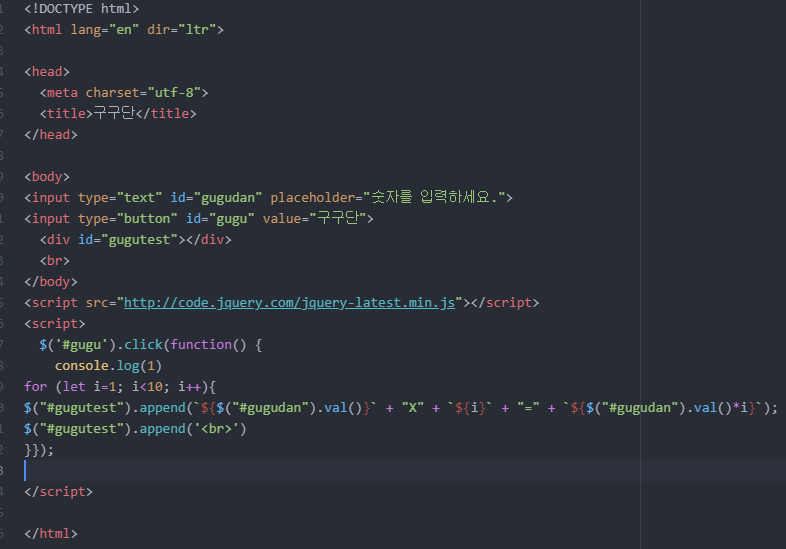 <!DOCTYPE html>
<html lang="en" dir="ltr">
<head>
<meta charset="utf-8">
<title>구구단</title>
</head>
<body>
<input type="text" id="gugudan" placeholder="숫자를 입력하세요.">
<input type="button" id="gugu" value="구구단">
<div id="gugutest"></div>
<br>
</body>
<script src="http://code.jquery.com/jquery-latest.min.js"></script>
<script>
$('#gugu').click(function() {
console.log(1)
for (let i=1; i<10; i++){
$("#gugutest").append(`${$("#gugudan").val()}` + "X" + `${i}` + "=" + `${$("#gugudan").val()*i}`);
$("#gugutest").append('<br>')
}});
</script>
</html>